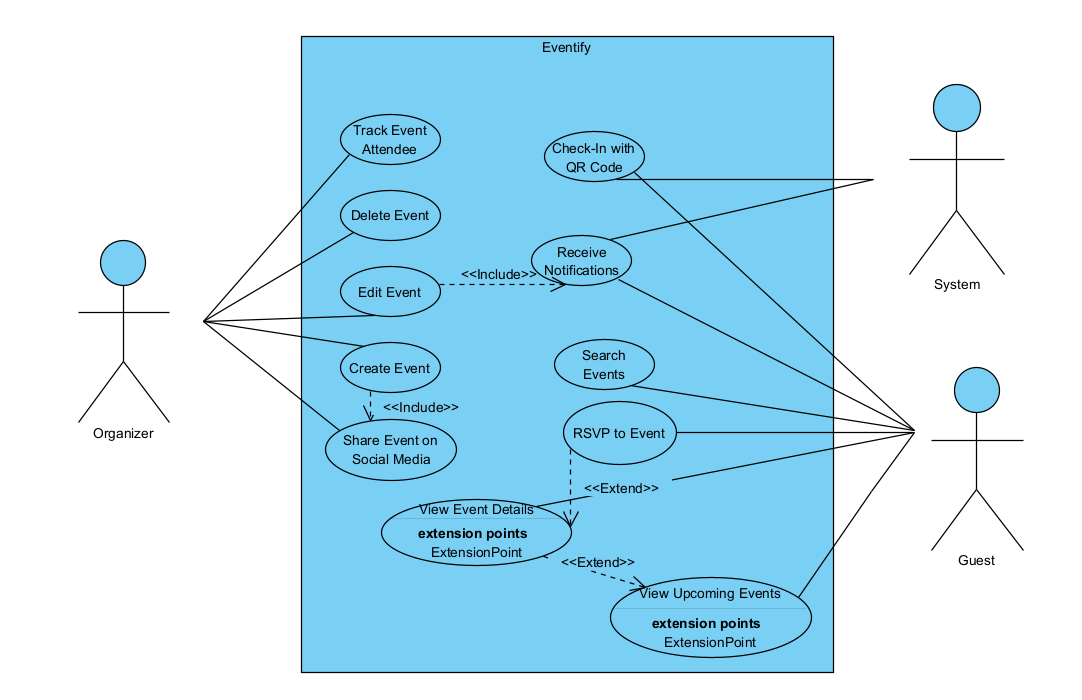 Eventify
Track Event
Attendee
Check-In with
QR Code
Delete Event
Receive
Notifications
<<Include>>
Edit Event
System
Search
Events
Create Event
<<Include>>
Organizer
RSVP to Event
Share Event on
Social Media
<<Extend>>
View Event Details
extension points
ExtensionPoint
<<Extend>>
Guest
View Upcoming Events
extension points
ExtensionPoint